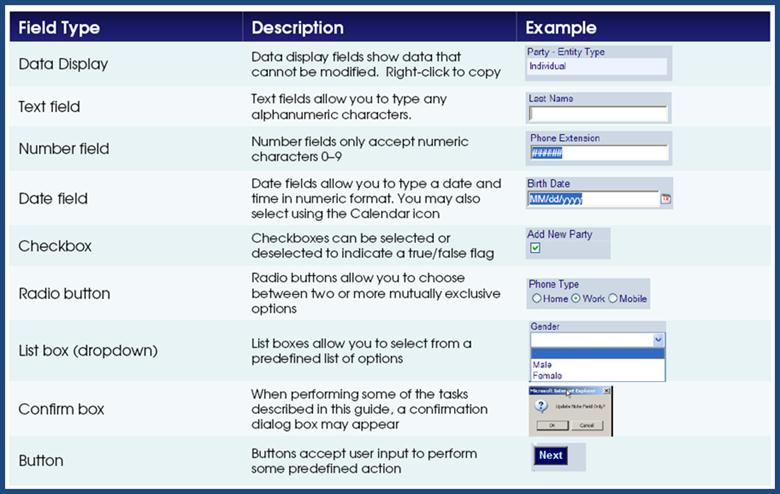 Field Type Description Example
Data Display
Data display fields show data that
cannot be modified. Right-click to copy
Party - Entity Type
Individual
Text field
Text fields allow you to type any
alphanumeric characters.
Last Name
Number field
Number fields only accept numeric
characters 0–9
Phone Extension
######
Date field
Date fields allow you to type a date and
time in numeric format. You may also
select using the Calendar icon
Birth Date
MM/dd/yyyy
Checkbox
Checkboxes can be selected or
deselected to indicate a true/false flag
Add New Party
Radio button
Radio buttons allow you to choose
between two or more mutually exclusive
options
Phone Type
Home Work Mobile
List box (dropdown)
List boxes allow you to select from a
predefined list of options
Gender
Male
Female
Confirm box
When performing some of the tasks
described in this guide, a confirmation
dialog box may appear
Microsoft Internet Explorer
Update Note Field Only?
OK Cancel
Button
Buttons accept user input to perform
some predefined action
Next